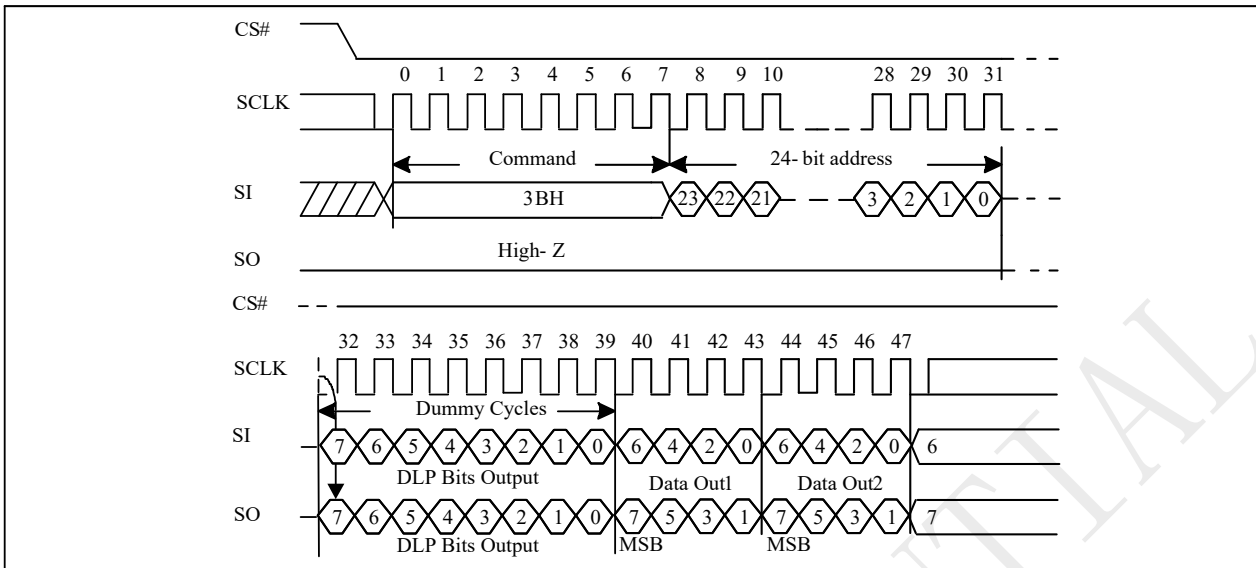 CS#
0 1 2 3 4 5 6 7 8 9 10 28 29 30 31
SCLK
Command 24- bit address
SI 3BH 23 22 21 3 2 1 0
High- Z
SO
CS#
32 33 34 35 36 37 38 39 40 41 42 43 44 45 46 47
SCLK
Dummy Cycles
SI 7 6 5 4 3 2 1 0 6 4 2 0 6 4 2 0 6
DLP Bits Output Data Out1 Data Out2
SO 7 6 5 4 3 2 1 0 7 5 3 1 7 5 3 1 7
DLP Bits Output MSB MSB
NTIAL